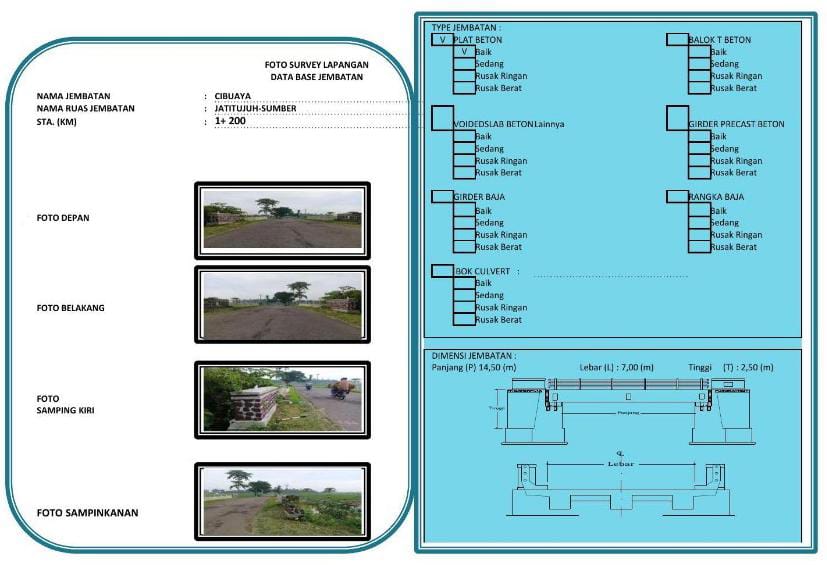 FOTO SURVEY LAPANGAN
DATA BASE JEMBATAN
NAMA JEMBATAN : CIBUAYA
NAMA RUAS JEMBATAN : JATITUJUH-SUMBER
STA. (KM) : 1+ 200
FOTO DEPAN
FOTO BELAKANG
FOTO
SAMPING KIRI
FOTO SAMPINKANAN
TYPE JEMBATAN :
V PLAT BETON
V Baik
Sedang
Rusak Ringan
Rusak Berat
BALOK T BETON
Baik
Sedang
Rusak Ringan
Rusak Berat
VOIDEDSLAB BETONLainnya
Baik
Sedang
Rusak Ringan
Rusak Berat
GIRDER PRECAST BETON
Baik
Sedang
Rusak Ringan
Rusak Berat
GIRDER BAJA
Baik
Sedang
Rusak Ringan
Rusak Berat
RANGKA BAJA
Baik
Sedang
Rusak Ringan
Rusak Berat
BOK CULVERT :
Baik
Sedang
Rusak Ringan
Rusak Berat
DIMENSI JEMBATAN :
Panjang (P) 14,50 (m) Lebar (L) : 7,00 (m) Tinggi (T) : 2,50 (m)
Tinggi
Panjang
Lebar